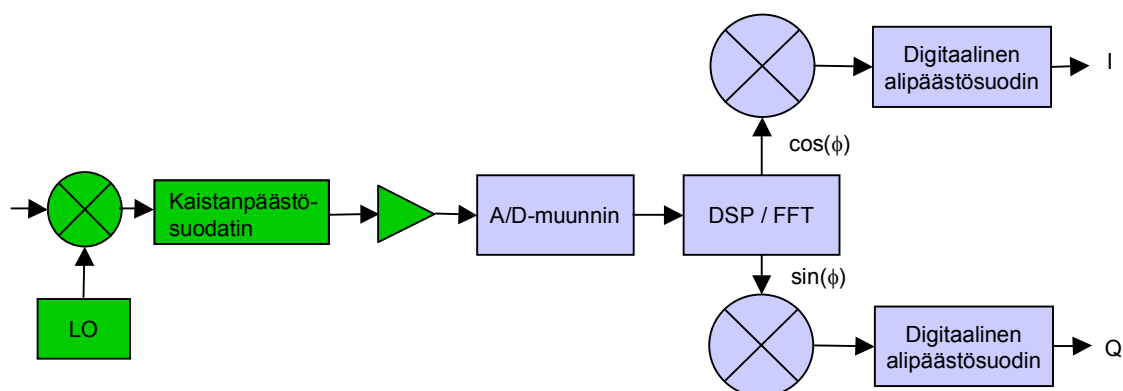 Digitaalinen
alipäästösuodin
I
cos(ϕ)
Kaistanpäästö-
suodatin
A/D-muunnin
DSP / FFT
LO
sin(ϕ)
Digitaalinen
alipäästösuodin
Q